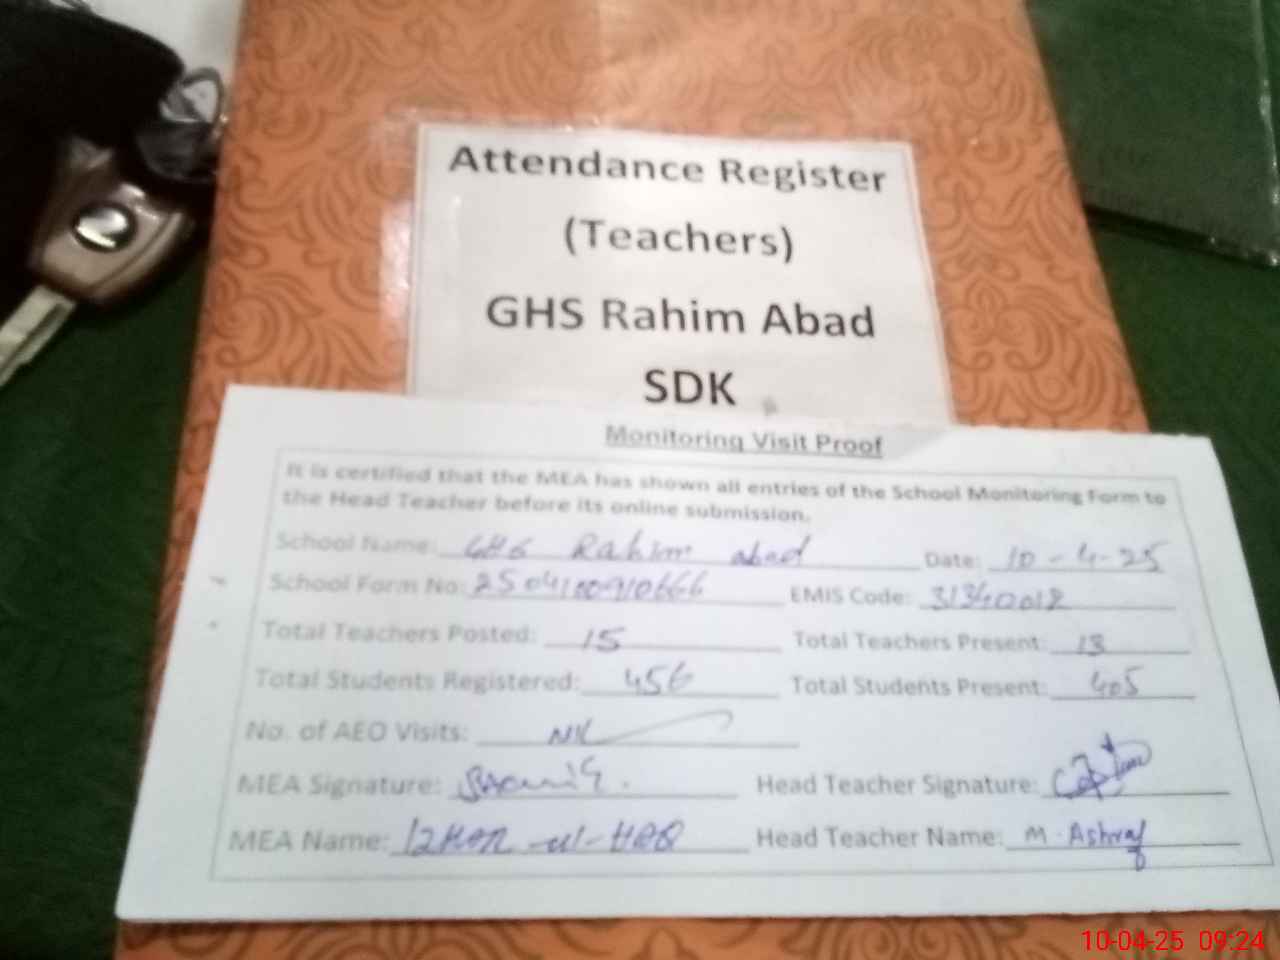 Attendance Register
(Teachers)
GHS Rahim Abad
SDK
Monitoring Visit Proof
It is certified that the MEA has shown all entries of the School Monitoring Form to
the Head Teacher before its online submission.
School Name: GHS Rahim abad Date: 10-4-25
School Form No: 250410090666 EMIS Code:
Total Teachers Posted: 15 Total Teachers Present: 13
Total Students Registered: 456 Total Students Present: 405
No. of AEO Visits: Nil
MEA Signature: Head Teacher Signature:
MEA Name: Izhar-ul-Haq Head Teacher Name: M. Ashraf
10-04-25 09:24